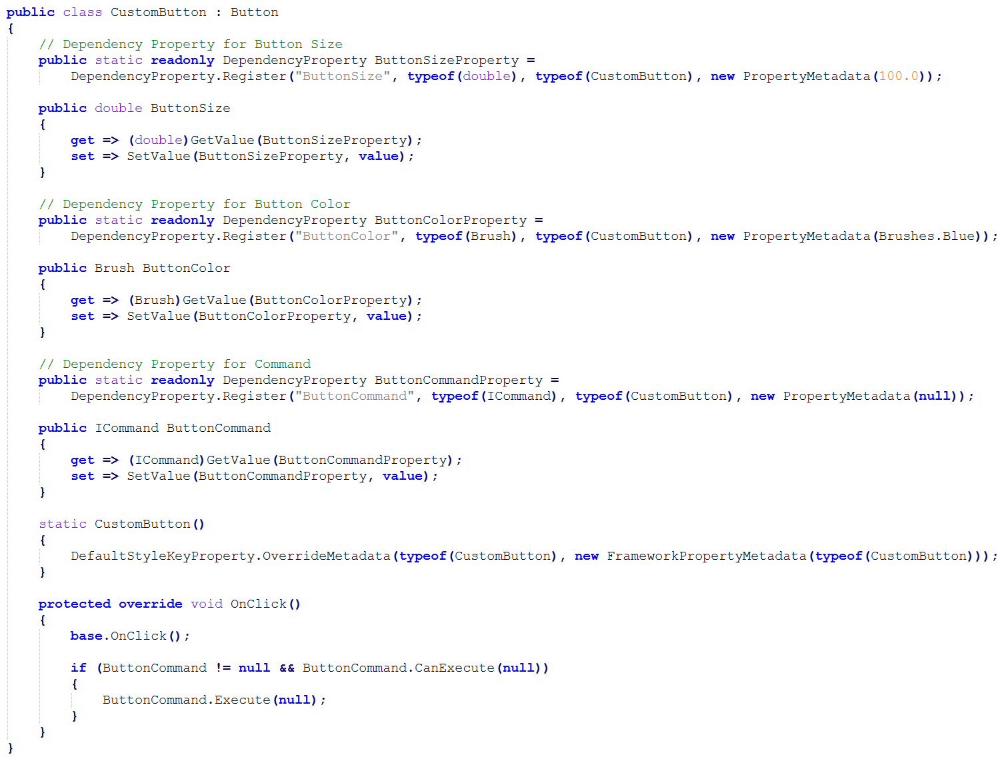 public class CustomButton : Button
{
    // Dependency Property for Button Size
    public static readonly DependencyProperty ButtonSizeProperty =
        DependencyProperty.Register("ButtonSize", typeof(double), typeof(CustomButton), new PropertyMetadata(100.0));

    public double ButtonSize
    {
        get => (double)GetValue(ButtonSizeProperty);
        set => SetValue(ButtonSizeProperty, value);
    }

    // Dependency Property for Button Color
    public static readonly DependencyProperty ButtonColorProperty =
        DependencyProperty.Register("ButtonColor", typeof(Brush), typeof(CustomButton), new PropertyMetadata(Brushes.Blue));

    public Brush ButtonColor
    {
        get => (Brush)GetValue(ButtonColorProperty);
        set => SetValue(ButtonColorProperty, value);
    }

    // Dependency Property for Command
    public static readonly DependencyProperty ButtonCommandProperty =
        DependencyProperty.Register("ButtonCommand", typeof(ICommand), typeof(CustomButton), new PropertyMetadata(null));

    public ICommand ButtonCommand
    {
        get => (ICommand)GetValue(ButtonCommandProperty);
        set => SetValue(ButtonCommandProperty, value);
    }

    static CustomButton()
    {
        DefaultStyleKeyProperty.OverrideMetadata(typeof(CustomButton), new FrameworkPropertyMetadata(typeof(CustomButton)));
    }

    protected override void OnClick()
    {
        base.OnClick();

        if (ButtonCommand != null && ButtonCommand.CanExecute(null))
        {
            ButtonCommand.Execute(null);
        }
    }
}